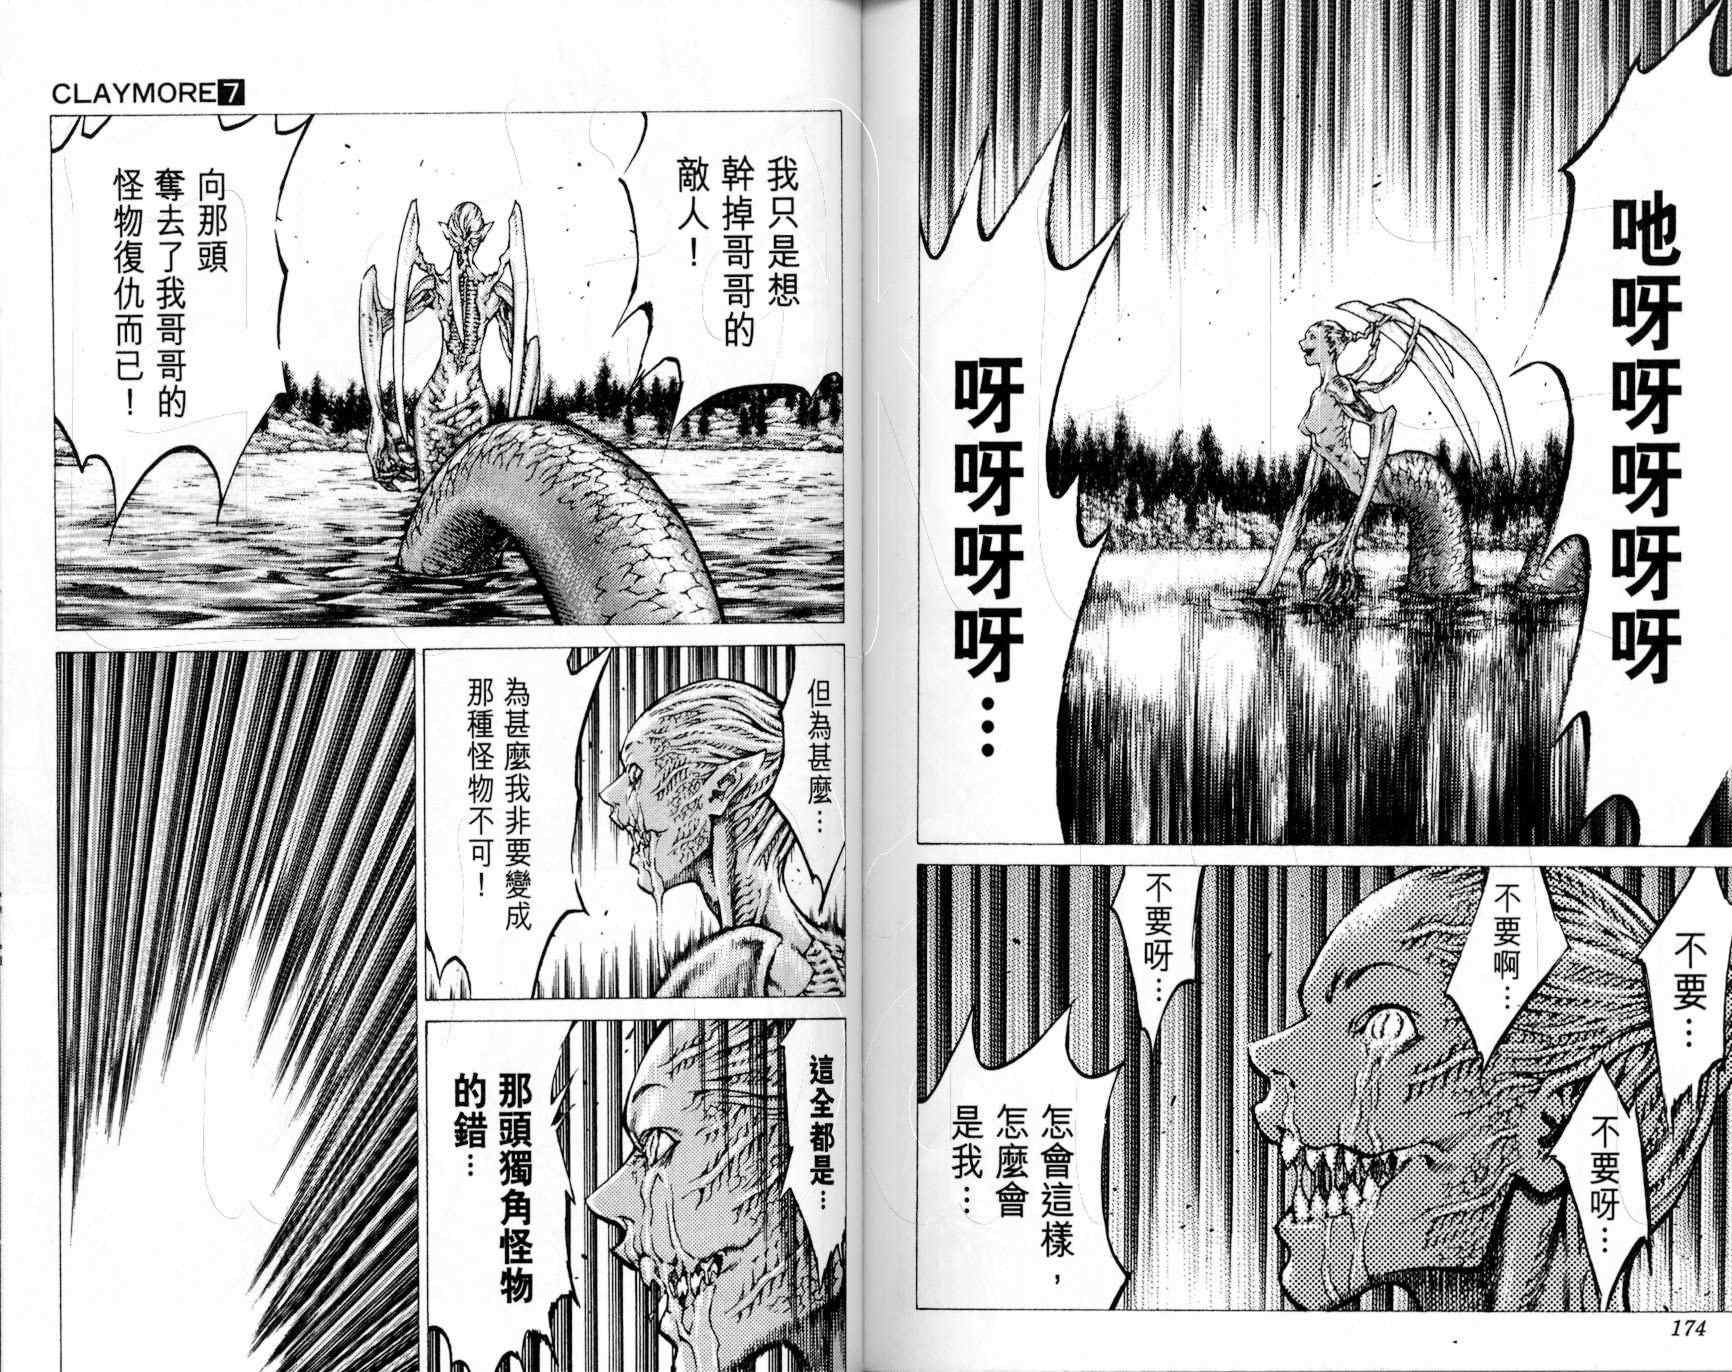 吔呀呀呀呀呀
呀呀呀呀…
不要…
不要啊…
不要呀…
不要呀…
怎會這樣，
怎麼會
是我…
174
CLAYMORE7
我只是想
幹掉哥哥的
敵人！
向那頭
奪去了我哥哥的
怪物復仇而已！
但為甚麼…
為甚麼我非要變成
那種怪物不可！
這全都是…
那頭獨角怪物
的錯…